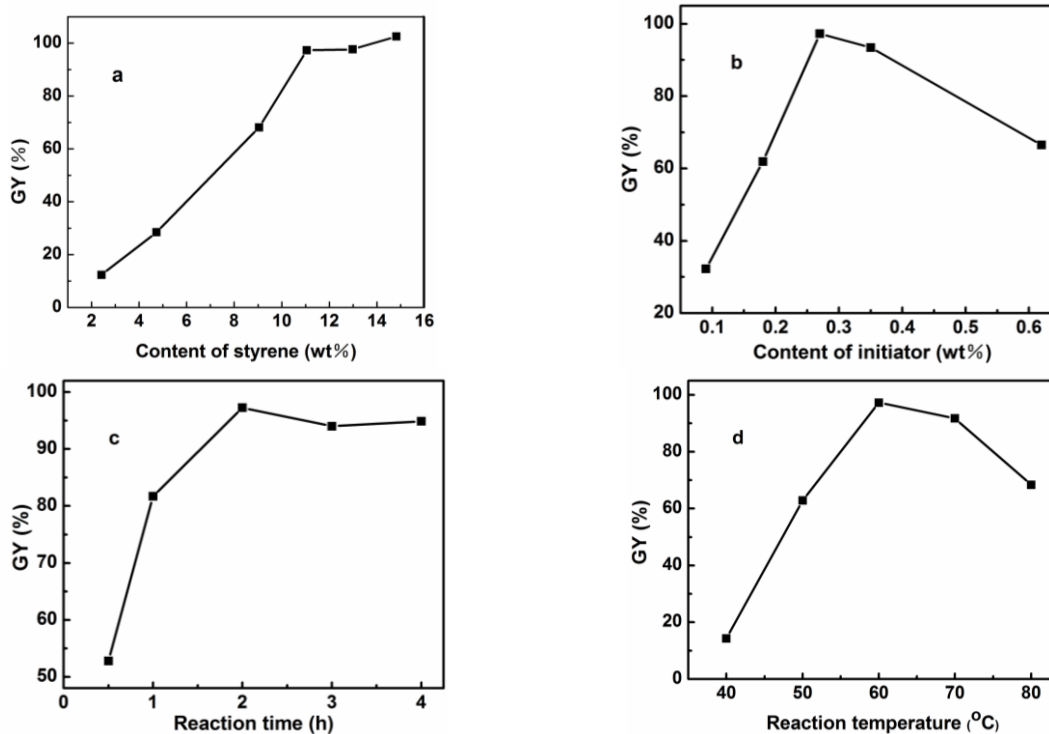 a
GY (%)
100
80
60
40
20
0
2 4 6 8 10 12 14 16
Content of styrene (wt%)
b
GY (%)
100
80
60
40
20
0.1 0.2 0.3 0.4 0.5 0.6
Content of initiator (wt%)
c
GY (%)
100
90
80
70
60
50
0 1 2 3 4
Reaction time (h)
d
GY (%)
100
80
60
40
20
0
40 50 60 70 80
Reaction temperature (°C)